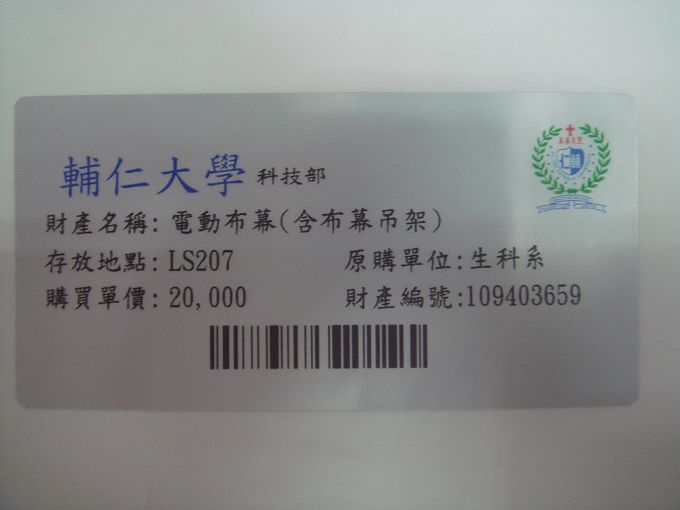 輔仁大學 科技部
財產名稱: 電動布幕(含布幕吊架)
存放地點: LS207 原購單位:生科系
購買單價: 20,000 財產編號:109403659